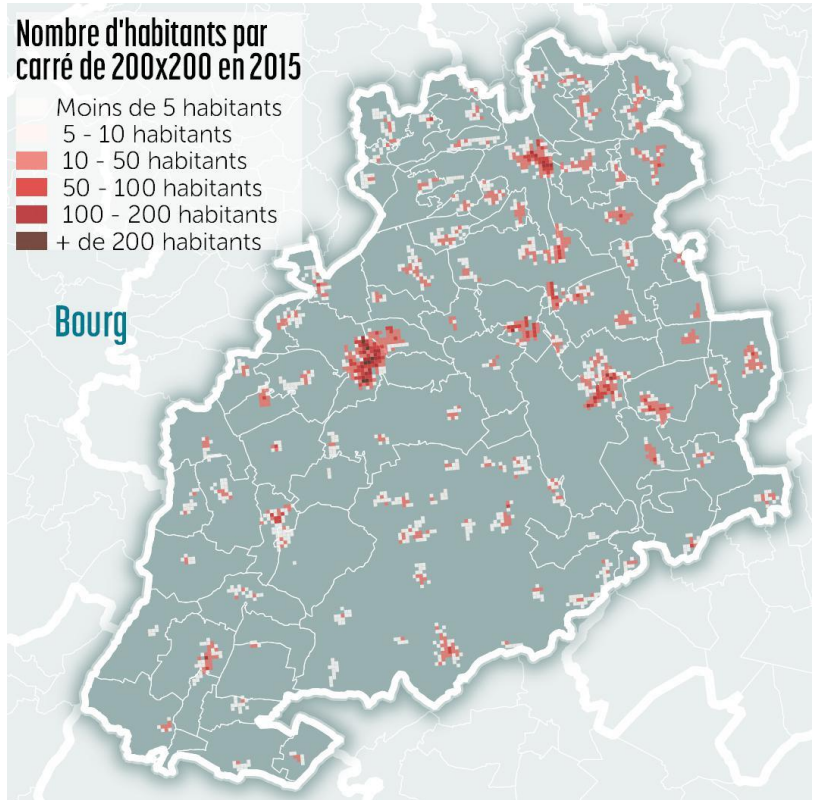 Nombre d'habitants par
carré de 200x200 en 2015
Moins de 5 habitants
5 - 10 habitants
10 - 50 habitants
50 - 100 habitants
100 - 200 habitants
+ de 200 habitants
Bourg